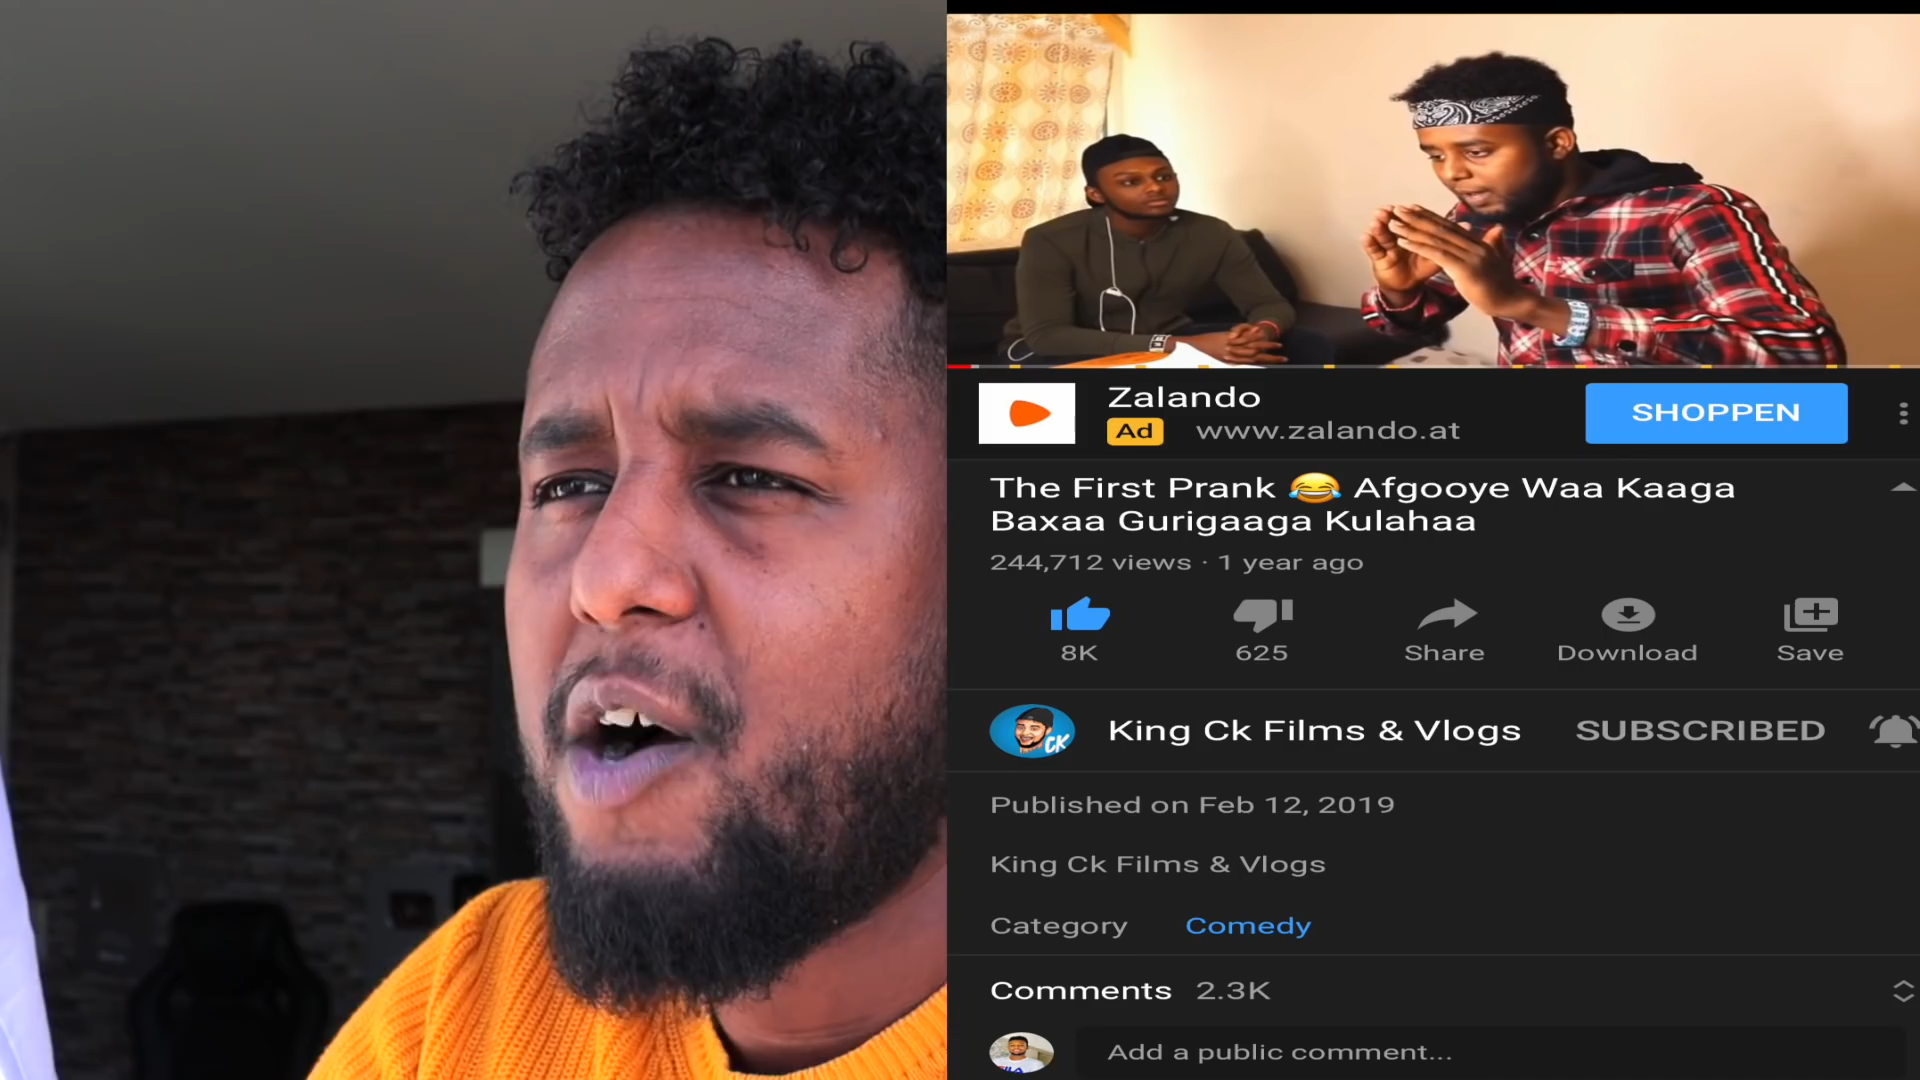 Zalando
Ad www.zalando.at
SHOPPEN
The First Prank 😂 Afgooye Waa Kaaga
Baxaa Gurigaaga Kulahaa
244,712 views · 1 year ago
8K 625 Share Download Save
CK
King Ck Films & Vlogs SUBSCRIBED
Published on Feb 12, 2019
King Ck Films & Vlogs
Category Comedy
Comments 2.3K
Add a public comment...